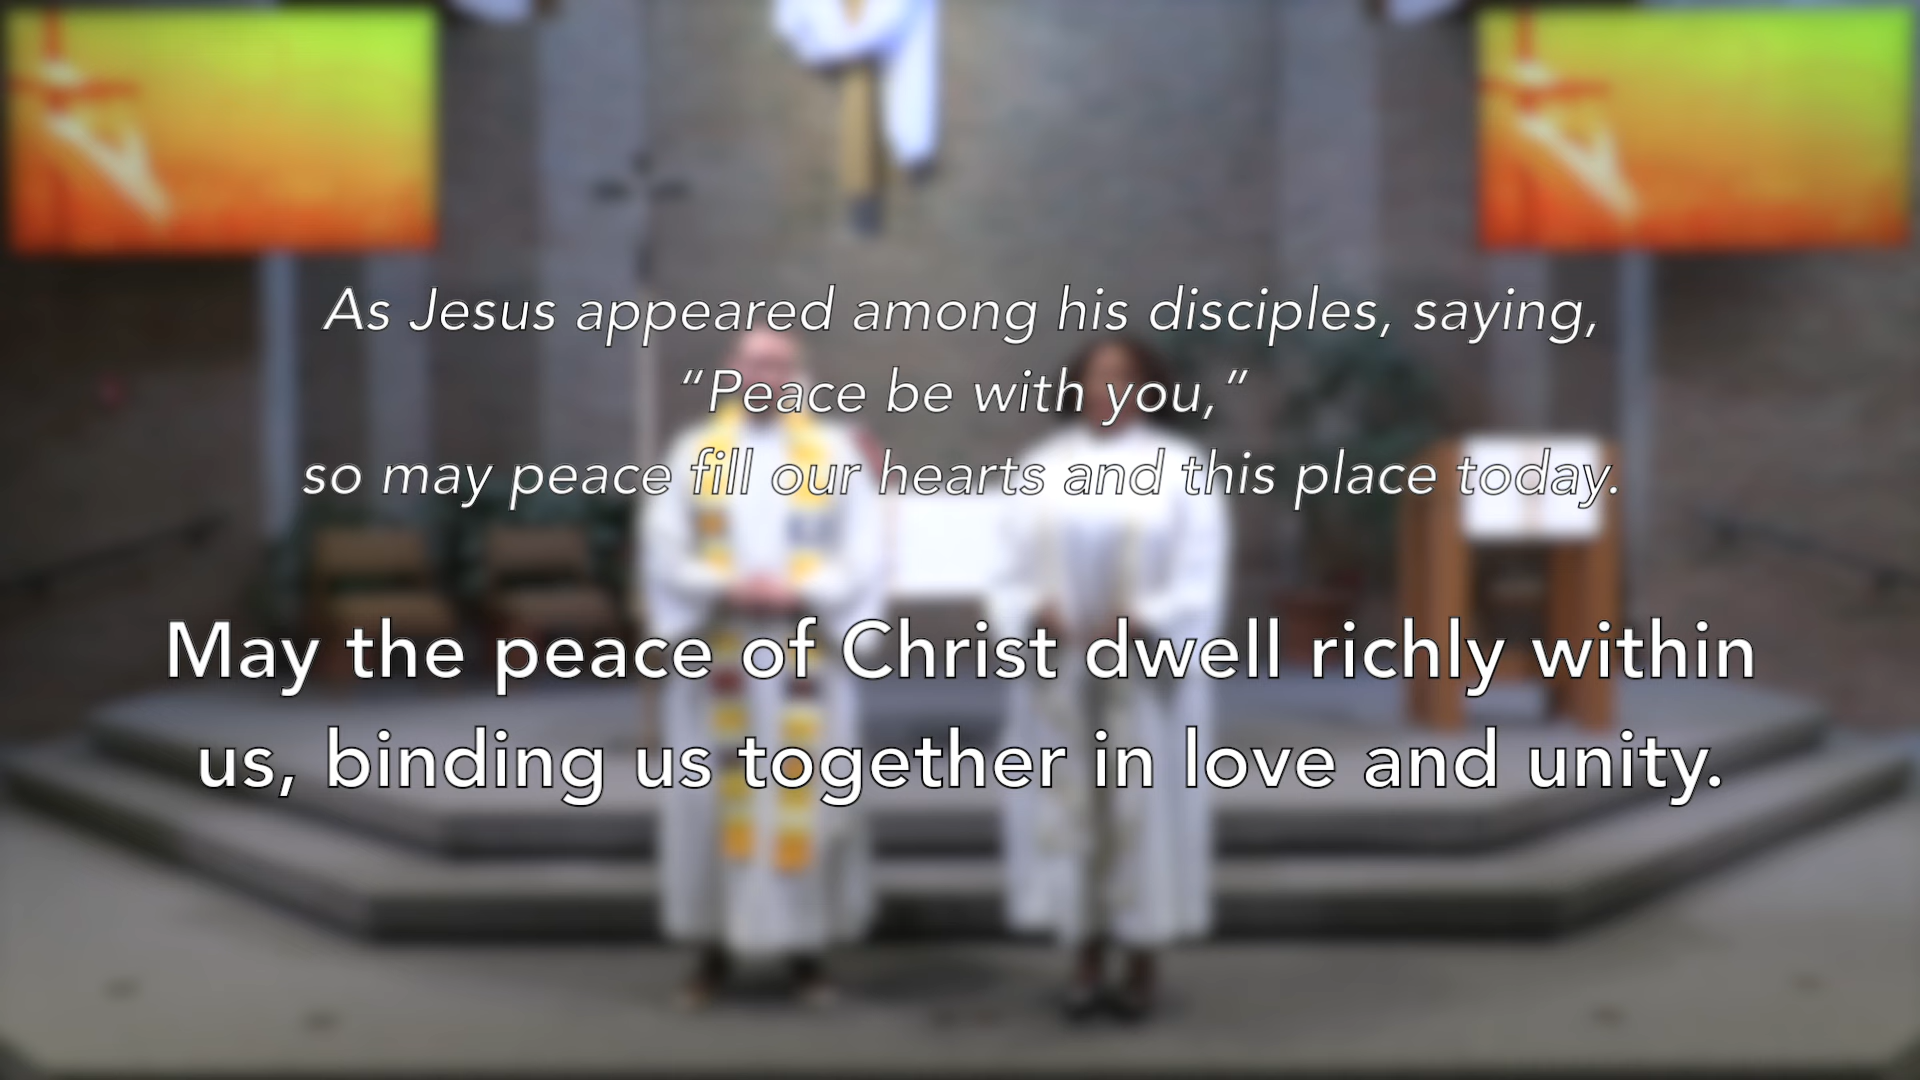 As Jesus appeared among his disciples, saying,
“Peace be with you,”
so may peace fill our hearts and this place today.
May the peace of Christ dwell richly within
us, binding us together in love and unity.